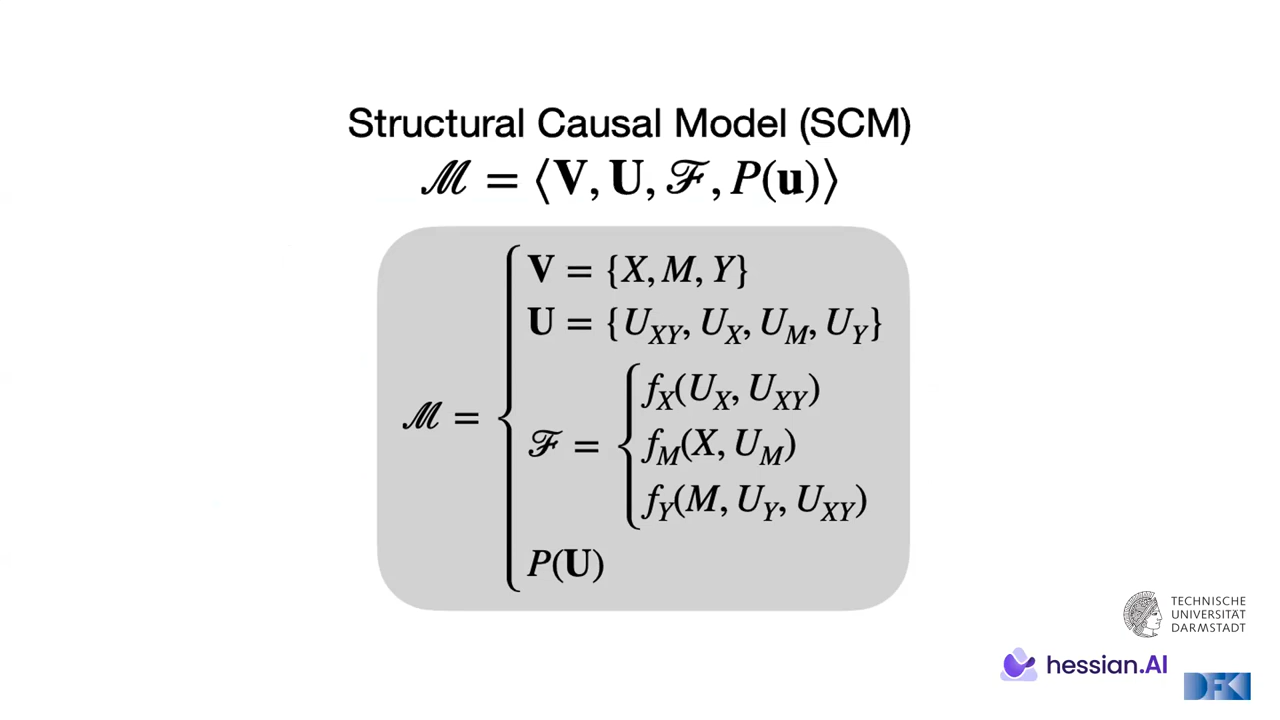 Structural Causal Model (SCM)
ℳ = ⟨V, U, ℱ, P(u)⟩
V = {X, M, Y}
U = {U_XY, U_X, U_M, U_Y}
f_X(U_X, U_XY)
ℳ =
ℱ =
f_M(X, U_M)
f_Y(M, U_Y, U_XY)
P(U)
TECHNISCHE
UNIVERSITÄT
DARMSTADT
hessian.AI
DFKI